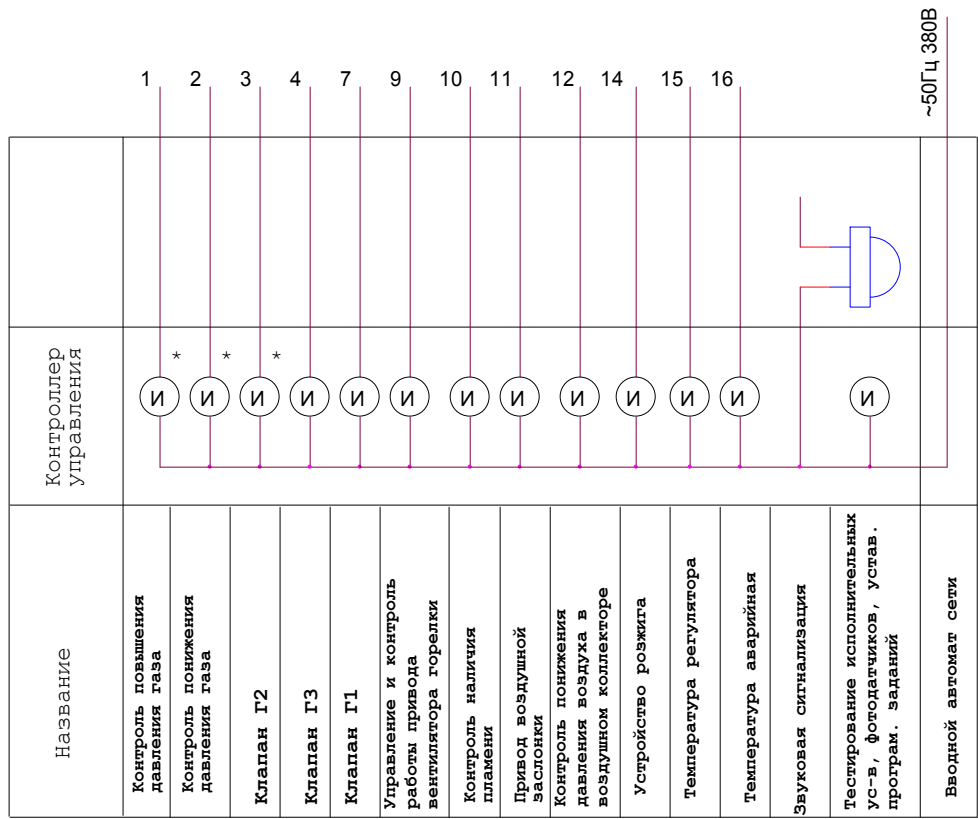 1
2
3
4
7
9
10
11
12
14
15
16
~50Гц 380В
Контроллер
управления
*
*
*
И
И
И
И
И
И
И
И
И
И
И
И
И
Название
Контроль повышения
давления газа
Контроль понижения
давления газа
Клапан Г2
Клапан Г3
Клапан Г1
Управление и контроль
работы привода
вентилятора горелки
Контроль наличия
пламени
Привод воздушной
заслонки
Контроль понижения
давления воздуха в
воздушном коллекторе
Устройство розжига
Температура регулятора
Температура аварийная
Звуковая сигнализация
Тестирование исполнительных
ус-в, фотодатчиков, устав.
програм. заданий
Вводной автомат сети